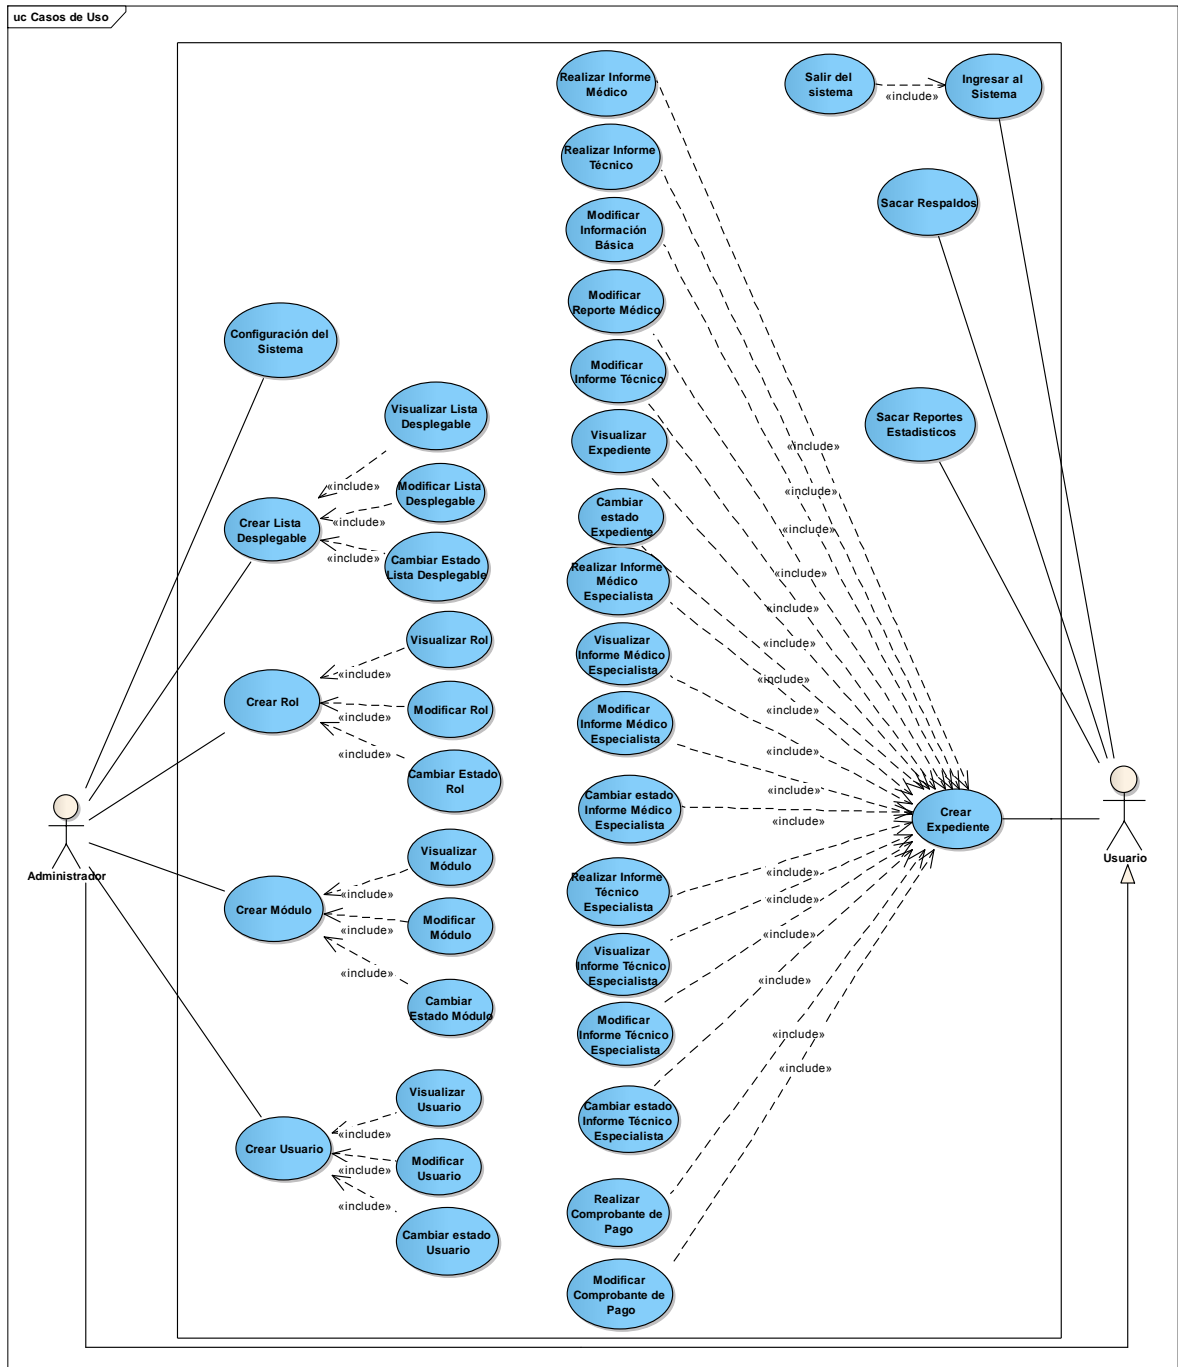 uc Casos de Uso
Realizar Informe
Médico
Salir del
sistema
«include»
Ingresar al
Sistema
Realizar Informe
Técnico
Sacar Respaldos
Modificar
Información
Básica
Modificar
Reporte Médico
Configuración del
Sistema
Modificar
Informe Técnico
Visualizar Lista
Desplegable
Sacar Reportes
Estadisticos
Visualizar
Expediente
«include»
«include»
Modificar Lista
Desplegable
«include»
«include»
Crear Lista
Desplegable
«include»
«include»
Cambiar
estado
Expediente
Cambiar Estado
Lista Desplegable
Realizar Informe
Médico
Especialista
«include»
«include»
Visualizar Rol
Visualizar
Informe Médico
Especialista
«include»
«include»
«include»
Crear Rol
Modificar Rol
Modificar
Informe Médico
Especialista
«include»
«include»
«include»
«include»
Cambiar Estado
Rol
Cambiar estado
Informe Médico
Especialista
«include»
Crear
Expediente
Administrador
Usuario
Visualizar
Módulo
«include»
Realizar Informe
Técnico
Especialista
«include»
«include»
Crear Módulo
Modificar
Módulo
«include»
«include»
Visualizar
Informe Técnico
Especialista
«include»
«include»
Cambiar
Estado Módulo
Modificar
Informe Técnico
Especialista
«include»
«include»
Visualizar
Usuario
Cambiar estado
Informe Técnico
Especialista
«include»
Crear Usuario
Modificar
Usuario
«include»
«include»
Cambiar estado
Usuario
Realizar
Comprobante de
Pago
Modificar
Comprobante de
Pago